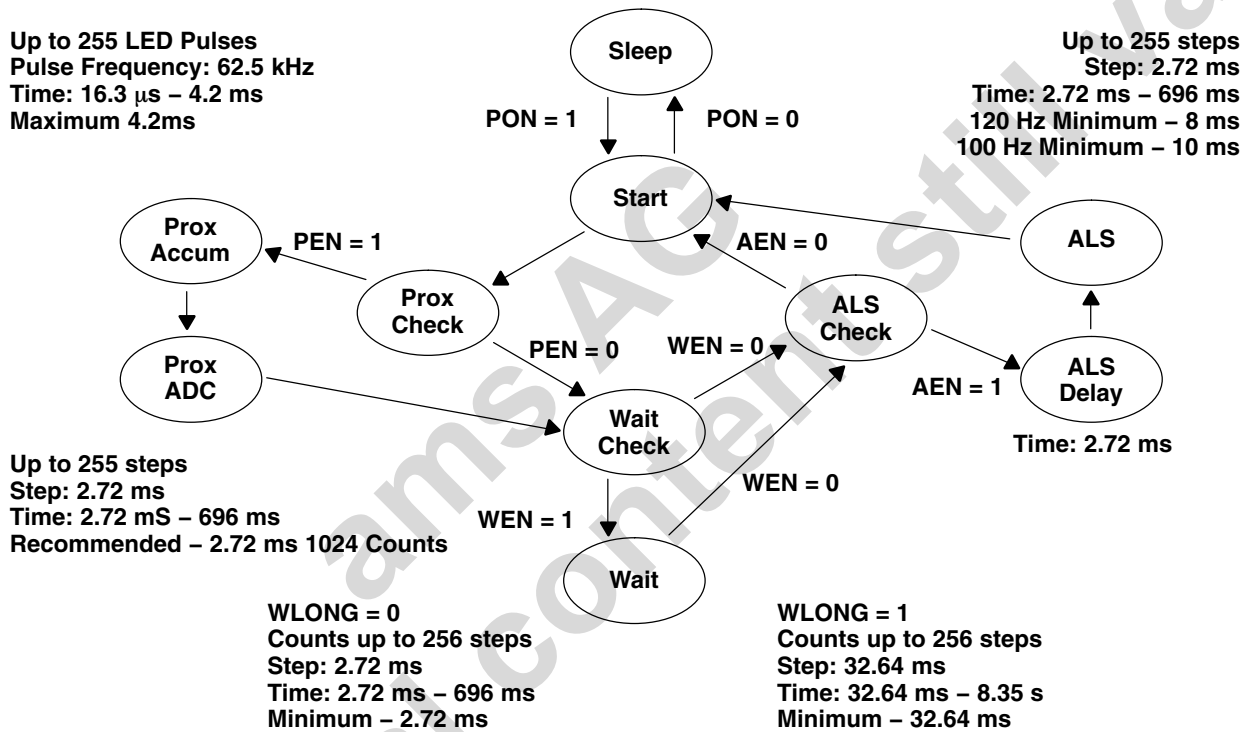 Up to 255 LED Pulses
Pulse Frequency: 62.5 kHz
Time: 16.3 μs – 4.2 ms
Maximum 4.2ms
Sleep
Up to 255 steps
Step: 2.72 ms
Time: 2.72 ms – 696 ms
120 Hz Minimum – 8 ms
100 Hz Minimum – 10 ms
PON = 1
PON = 0
Start
Prox
Accum
PEN = 1
AEN = 0
ALS
Prox
Check
ALS
Check
PEN = 0
WEN = 0
Prox
ADC
AEN = 1
ALS
Delay
Wait
Check
Time: 2.72 ms
Up to 255 steps
Step: 2.72 ms
Time: 2.72 mS – 696 ms
Recommended – 2.72 ms 1024 Counts
WEN = 0
WEN = 1
Wait
WLONG = 0
Counts up to 256 steps
Step: 2.72 ms
Time: 2.72 ms – 696 ms
Minimum – 2.72 ms
WLONG = 1
Counts up to 256 steps
Step: 32.64 ms
Time: 32.64 ms – 8.35 s
Minimum – 32.64 ms
ams AG
content still